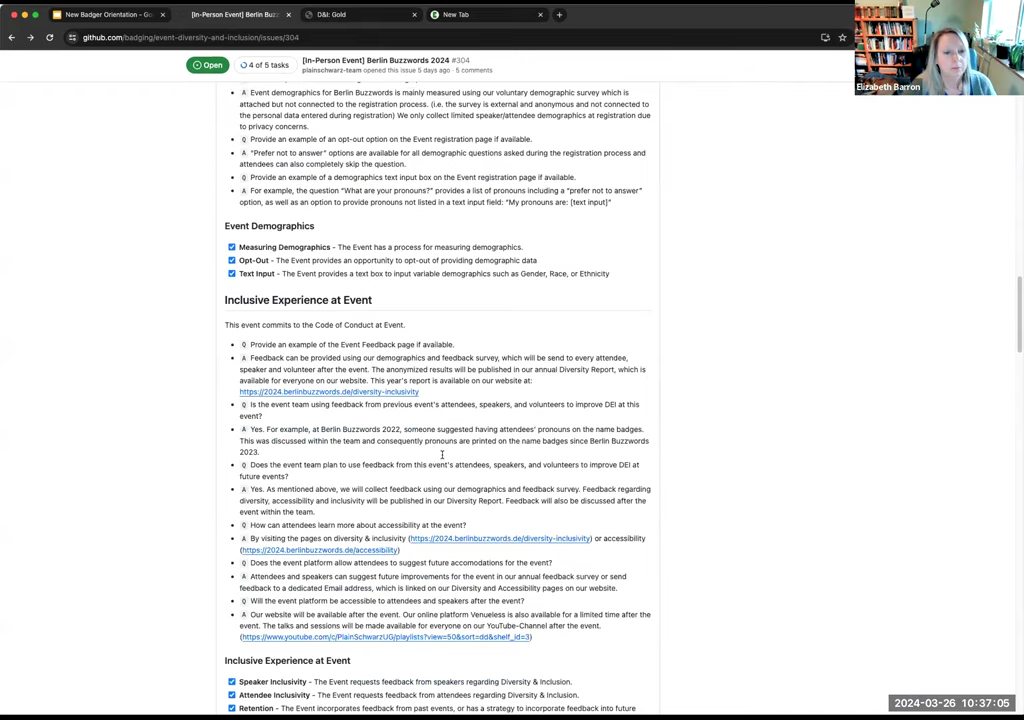 New Badger Orientation - Go
[In-Person Event] Berlin Buz
D&I: Gold
New Tab
github.com/badging/event-diversity-and-inclusion/issues/304
Open
4 of 5 tasks
[In-Person Event] Berlin Buzzwords 2024 #304
plainschwarz-team opened this issue 5 days ago · 5 comments
Elizabeth Barron
A Event demographics for Berlin Buzzwords is mainly measured using our voluntary demographic survey which is
attached but not connected to the registration process. (i.e. the survey is external and anonymous and not connected to
the personal data entered during registration) We only collect limited speaker/attendee demographics at registration due
to privacy concerns.
Q Provide an example of an opt-out option on the Event registration page if available.
A "Prefer not to answer" options are available for all demographic questions asked during the registration process and
attendees can also completely skip the question.
Q Provide an example of a demographics text input box on the Event registration page if available.
A For example, the question "What are your pronouns?" provides a list of pronouns including a "prefer not to answer"
option, as well as an option to provide pronouns not listed in a text input field: "My pronouns are: [text input]"
Event Demographics
Measuring Demographics - The Event has a process for measuring demographics.
Opt-Out - The Event provides an opportunity to opt-out of providing demographic data
Text Input - The Event provides a text box to input variable demographics such as Gender, Race, or Ethnicity
Inclusive Experience at Event
This event commits to the Code of Conduct at Event.
Q Provide an example of the Event Feedback page if available.
A Feedback can be provided using our demographics and feedback survey, which will be send to every attendee,
speaker and volunteer after the event. The anonymized results will be published in our annual Diversity Report, which is
available for everyone on our website. This year's report is available on our website at:
https://2024.berlinbuzzwords.de/diversity-inclusivity
Q Is the event team using feedback from previous event's attendees, speakers, and volunteers to improve DEI at this
event?
A Yes. For example, at Berlin Buzzwords 2022, someone suggested having attendees' pronouns on the name badges.
This was discussed within the team and consequently pronouns are printed on the name badges since Berlin Buzzwords
2023.
Q Does the event team plan to use feedback from this event's attendees, speakers, and volunteers to improve DEI at
future events?
A Yes. As mentioned above, we will collect feedback using our demographics and feedback survey. Feedback regarding
diversity, accessibility and inclusivity will be published in our Diversity Report. Feedback will also be discussed after the
event within the team.
Q How can attendees learn more about accessibility at the event?
A By visiting the pages on diversity & inclusivity (https://2024.berlinbuzzwords.de/diversity-inclusivity) or accessibility
(https://2024.berlinbuzzwords.de/accessibility)
Q Does the event platform allow attendees to suggest future accomodations for the event?
A Attendees and speakers can suggest future improvements for the event in our annual feedback survey or send
feedback to a dedicated Email address, which is linked on our Diversity and Accessibility pages on our website.
Q Will the event platform be accessible to attendees and speakers after the event?
A Our website will be available after the event. Our online platform Venueless is also available for a limited time after the
event. The talks and sessions will be made available for everyone on our YouTube-Channel after the event.
(https://www.youtube.com/c/PlainSchwarzUG/playlists?view=50&sort=dd&shelf_id=3)
Inclusive Experience at Event
Speaker Inclusivity - The Event requests feedback from speakers regarding Diversity & Inclusion.
Attendee Inclusivity - The Event requests feedback from attendees regarding Diversity & Inclusion.
Retention - The Event incorporates feedback from past events, or has a strategy to incorporate feedback into future
2024-03-26 10:37:05